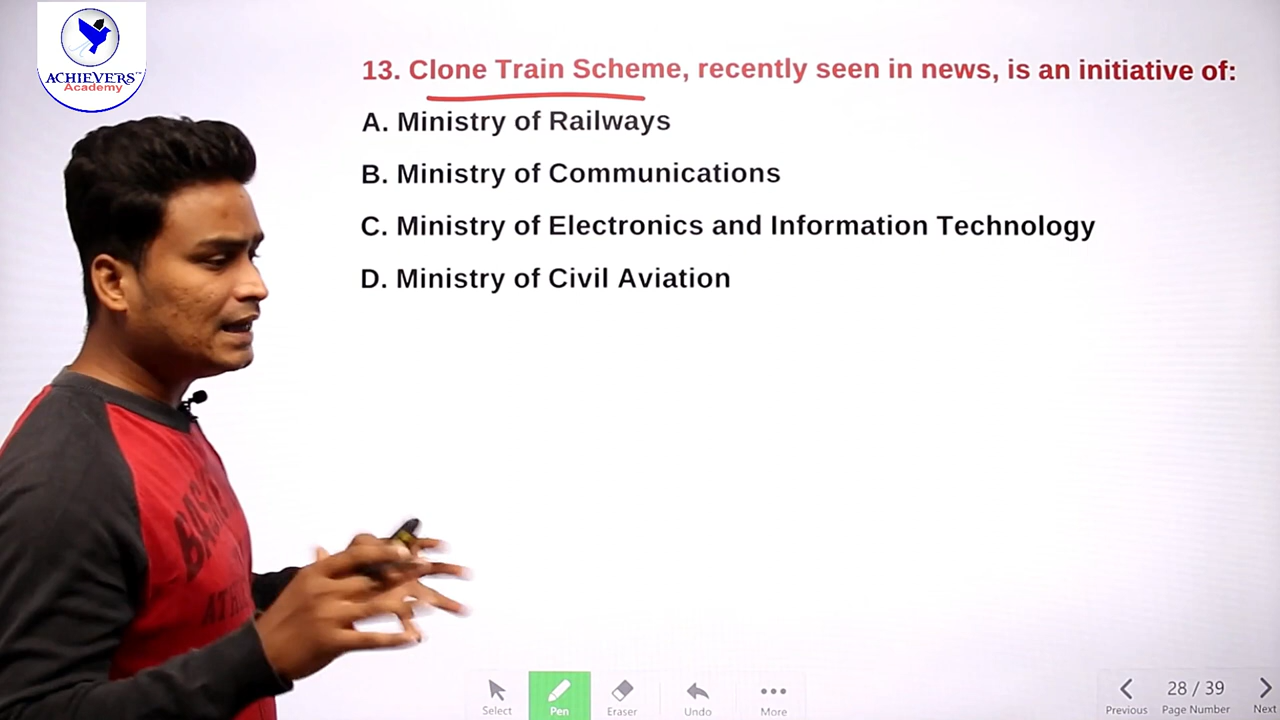 ACHIEVERS
Academy
13. Clone Train Scheme, recently seen in news, is an initiative of:
A. Ministry of Railways
B. Ministry of Communications
C. Ministry of Electronics and Information Technology
D. Ministry of Civil Aviation
Select
Pen
Eraser
Undo
More
Previous
28 / 39
Page Number
Next